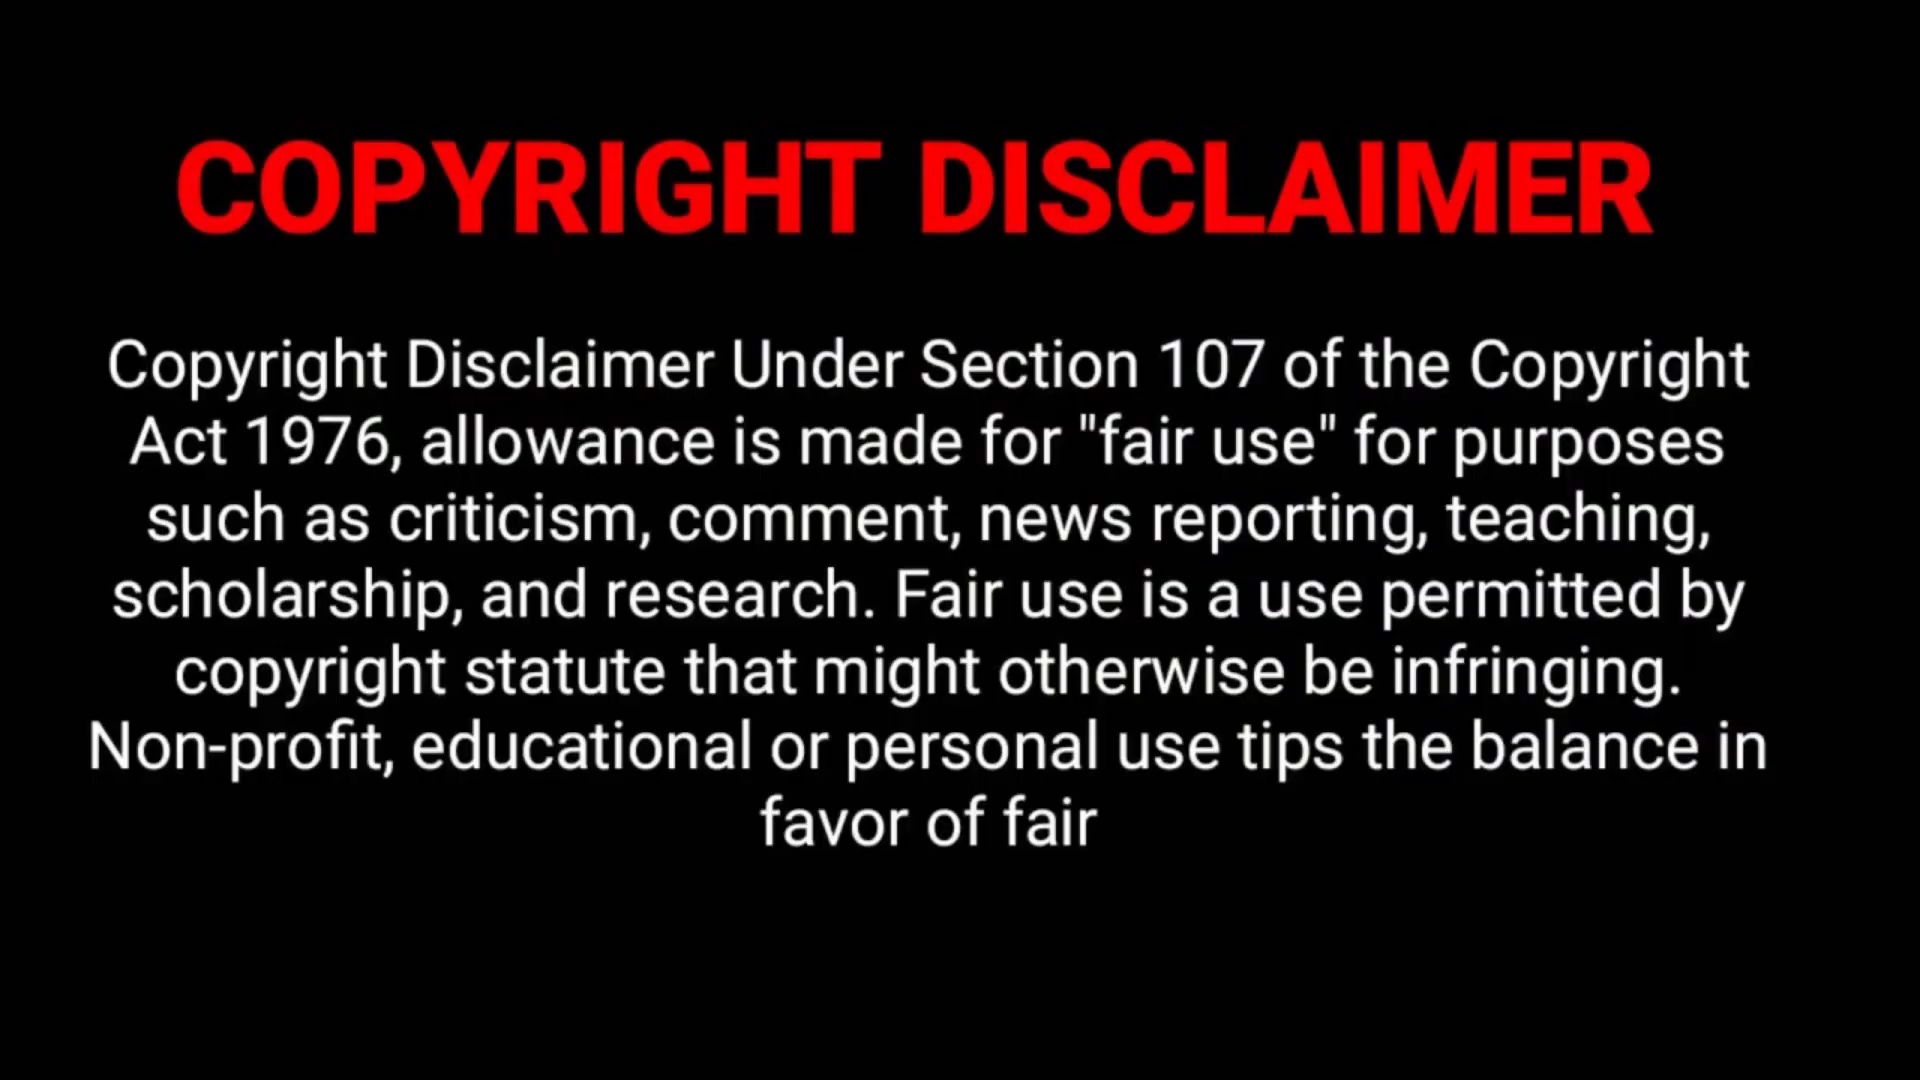 COPYRIGHT DISCLAIMER
Copyright Disclaimer Under Section 107 of the Copyright
Act 1976, allowance is made for "fair use" for purposes
such as criticism, comment, news reporting, teaching,
scholarship, and research. Fair use is a use permitted by
copyright statute that might otherwise be infringing.
Non-profit, educational or personal use tips the balance in
favor of fair